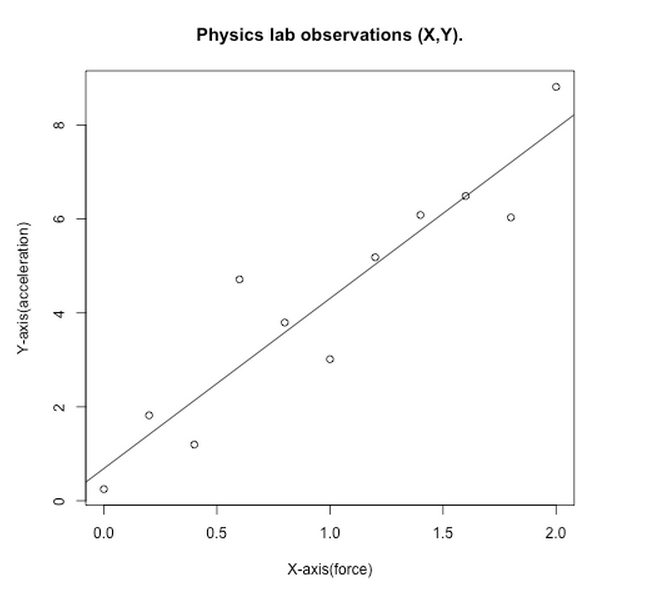 Physics lab observations (X,Y).
8
6
4
2
0
Y-axis(acceleration)
0.0 0.5 1.0 1.5 2.0
X-axis(force)